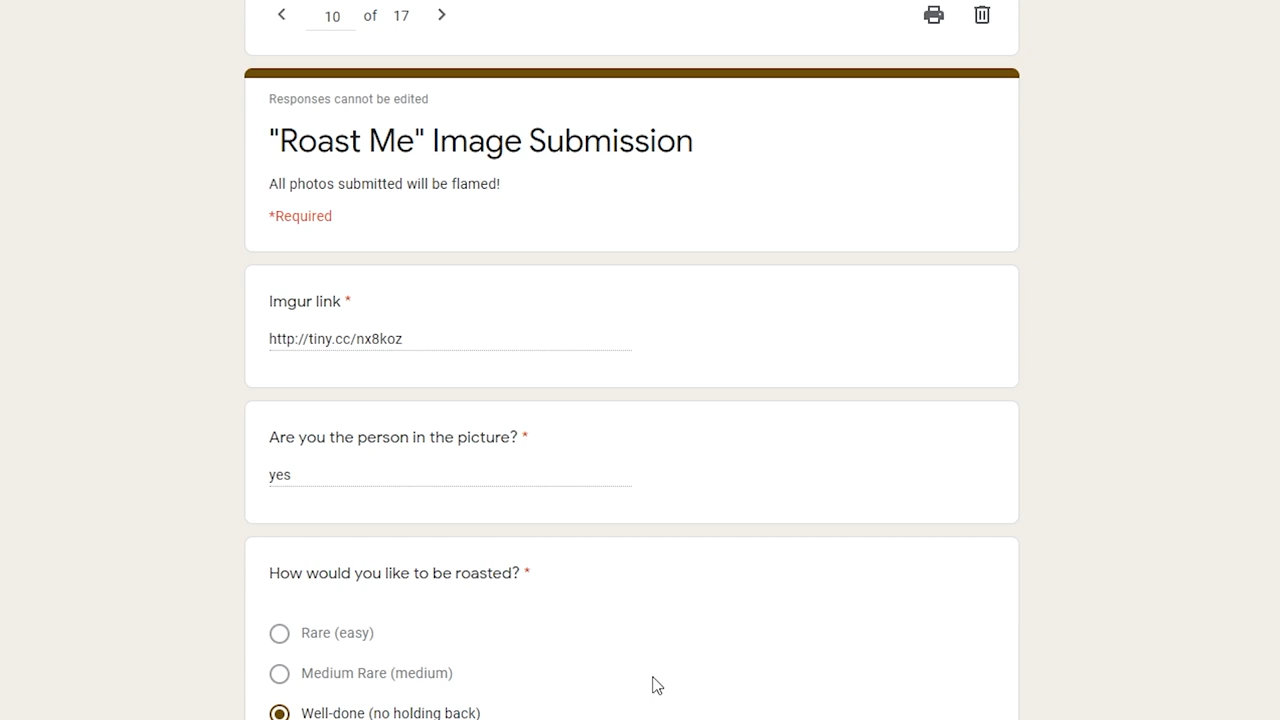 10 of 17
Responses cannot be edited
"Roast Me" Image Submission
All photos submitted will be flamed!
*Required
Imgur link *
http://tiny.cc/nx8koz
Are you the person in the picture? *
yes
How would you like to be roasted? *
Rare (easy)
Medium Rare (medium)
Well-done (no holding back)